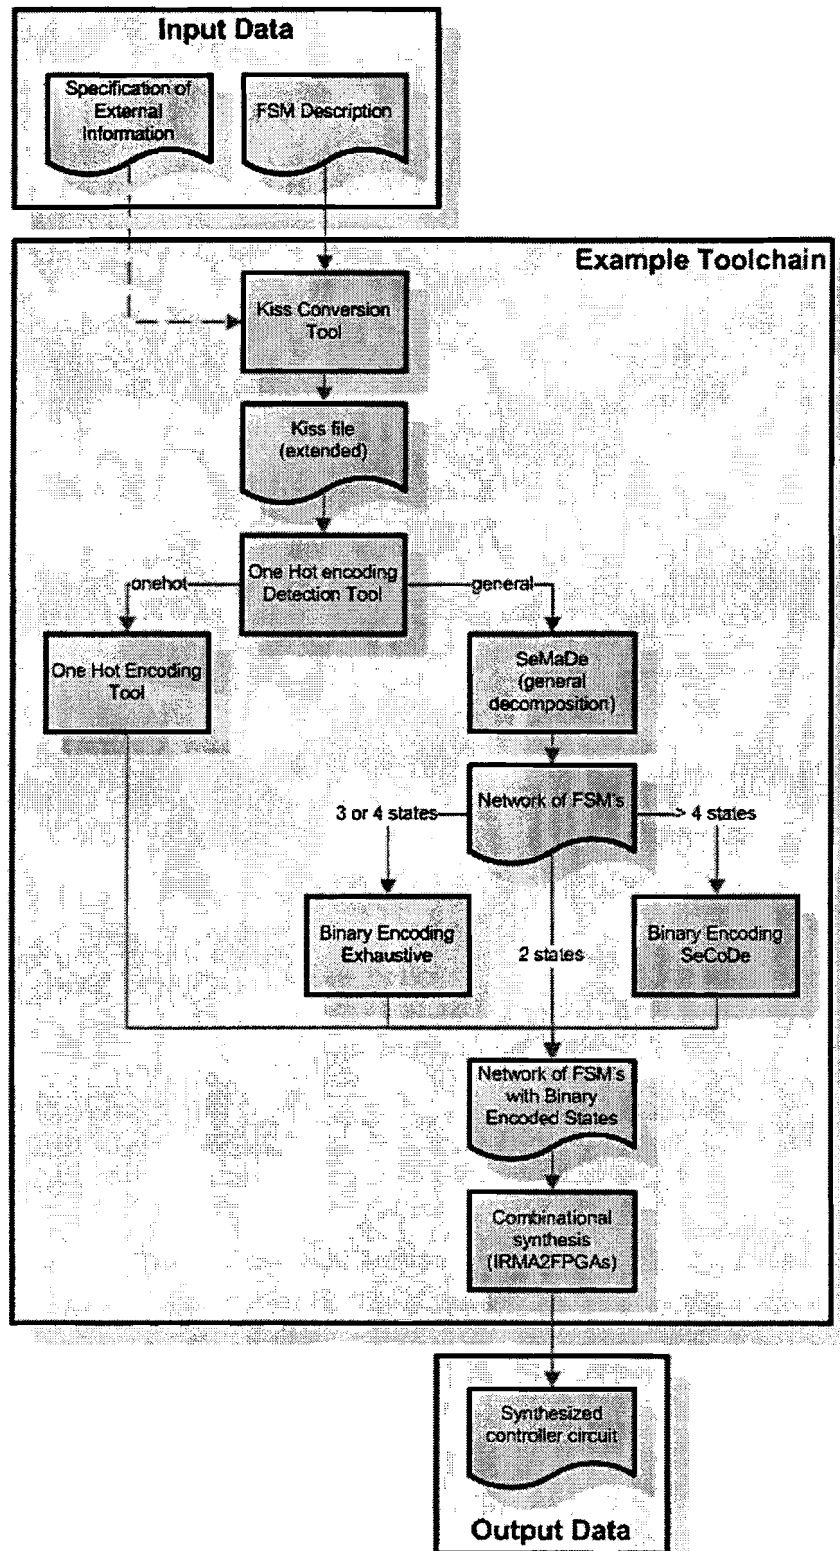 Input Data
Specification of
External
Information
FSM Description
Example Toolchain
Kiss Conversion
Tool
Kiss file
(extended)
One Hot encoding
Detection Tool
onehot
general
One Hot Encoding
Tool
SeMaDe
(general
decomposition)
Network of FSM's
3 or 4 states
> 4 states
Binary Encoding
Exhaustive
2 states
Binary Encoding
SeCoDe
Network of FSM's
with Binary
Encoded States
Combinational
synthesis
(IRMA2FPGAs)
Synthesized
controller circuit
Output Data